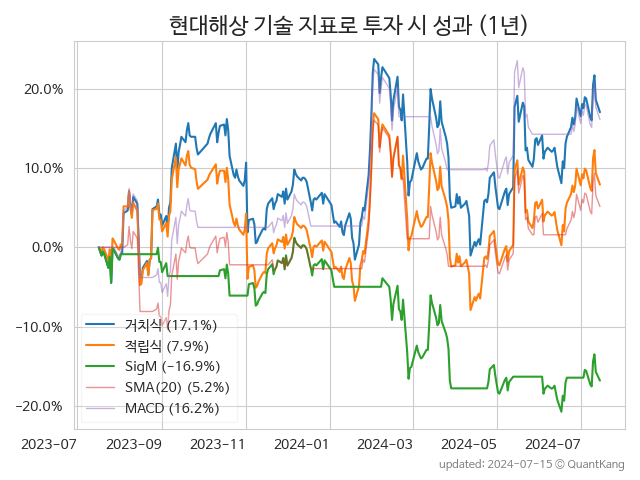 현대해상 기술 지표로 투자 시 성과 (1년)
20.0%
10.0%
0.0%
−10.0%
−20.0%
거치식 (17.1%)
적립식 (7.9%)
SigM (−16.9%)
SMA(20) (5.2%)
MACD (16.2%)
2023-07 2023-09 2023-11 2024-01 2024-03 2024-05 2024-07
updated: 2024-07-15 © QuantKang